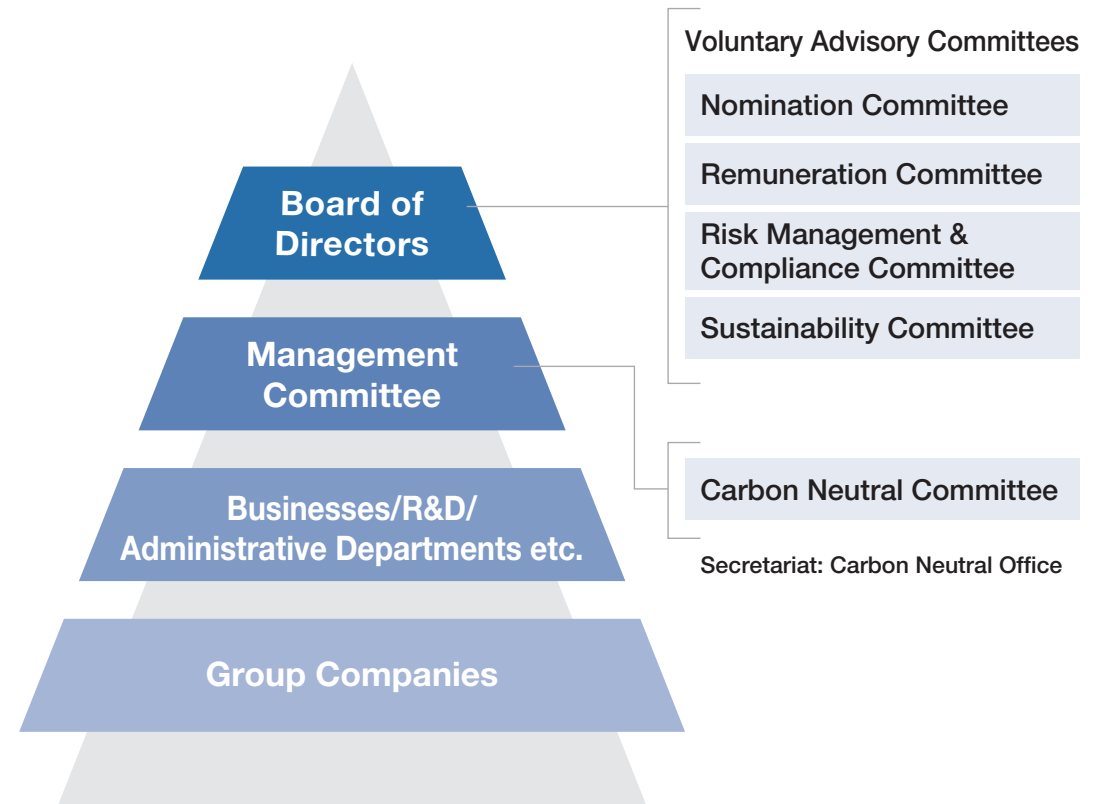 Voluntary Advisory Committees
Nomination Committee
Remuneration Committee
Risk Management &
Compliance Committee
Sustainability Committee
Board of
Directors
Management
Committee
Carbon Neutral Committee
Secretariat: Carbon Neutral Office
Businesses/R&D/
Administrative Departments etc.
Group Companies